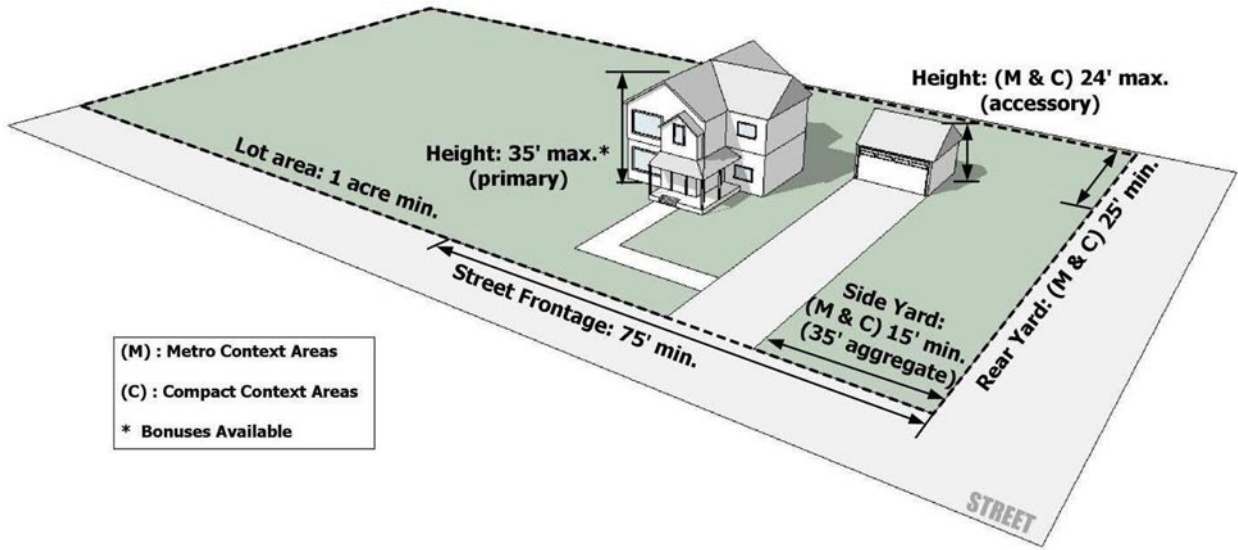 Height: (M & C) 24' max.
(accessory)
Height: 35' max.*
(primary)
Lot area: 1 acre min.
Street Frontage: 75' min.
Side Yard:
(M & C) 15' min.
(35' aggregate)
Rear Yard: (M & C) 25' min.
(M) : Metro Context Areas
(C) : Compact Context Areas
* Bonuses Available
STREET